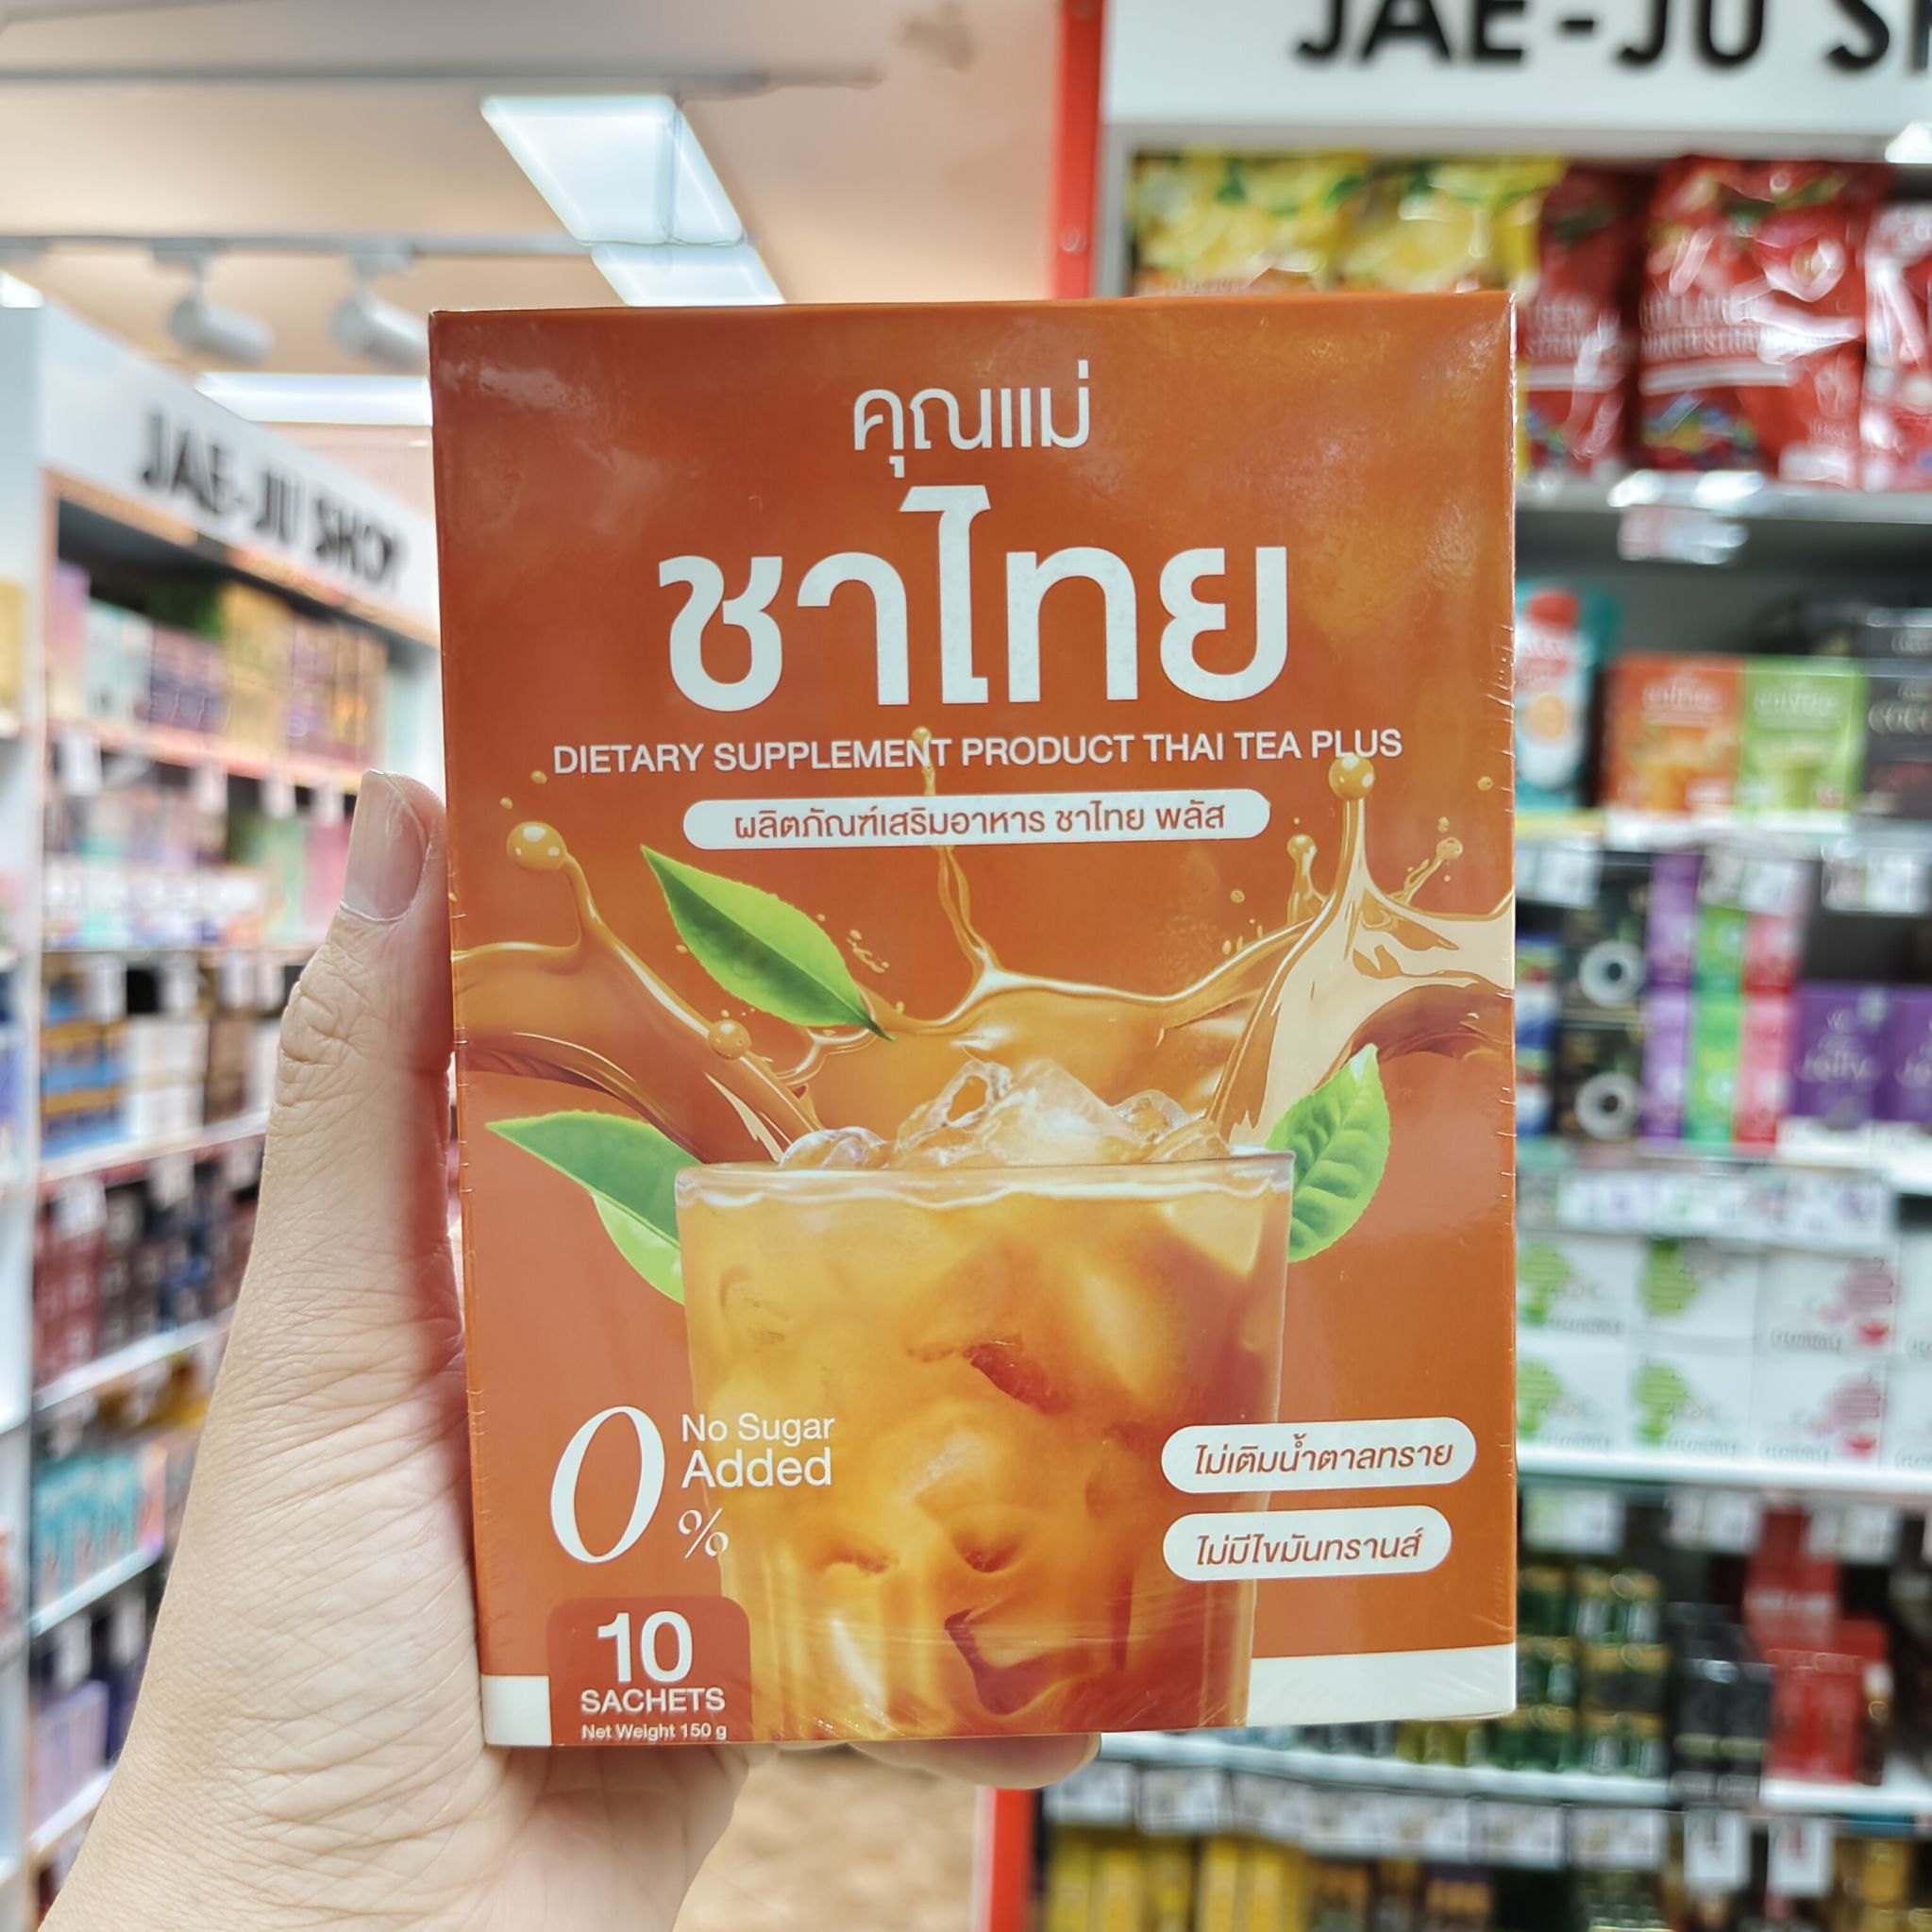 JAE-JU SH
JAE-JU SHOP
คุณแม่
ชาไทย
DIETARY SUPPLEMENT PRODUCT THAI TEA PLUS
ผลิตภัณฑ์เสริมอาหาร ชาไทย พลัส
0
No Sugar
Added
%
ไม่เติมน้ำตาลทราย
ไม่มีไขมันทรานส์
10
SACHETS
Net Weight 150 g